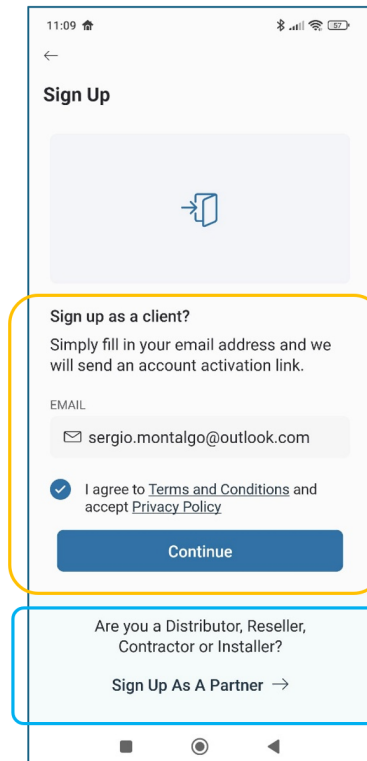 11:09
57
Sign Up
Sign up as a client?
Simply fill in your email address and we
will send an account activation link.
EMAIL
sergio.montalgo@outlook.com
I agree to Terms and Conditions and
accept Privacy Policy
Continue
Are you a Distributor, Reseller,
Contractor or Installer?
Sign Up As A Partner →